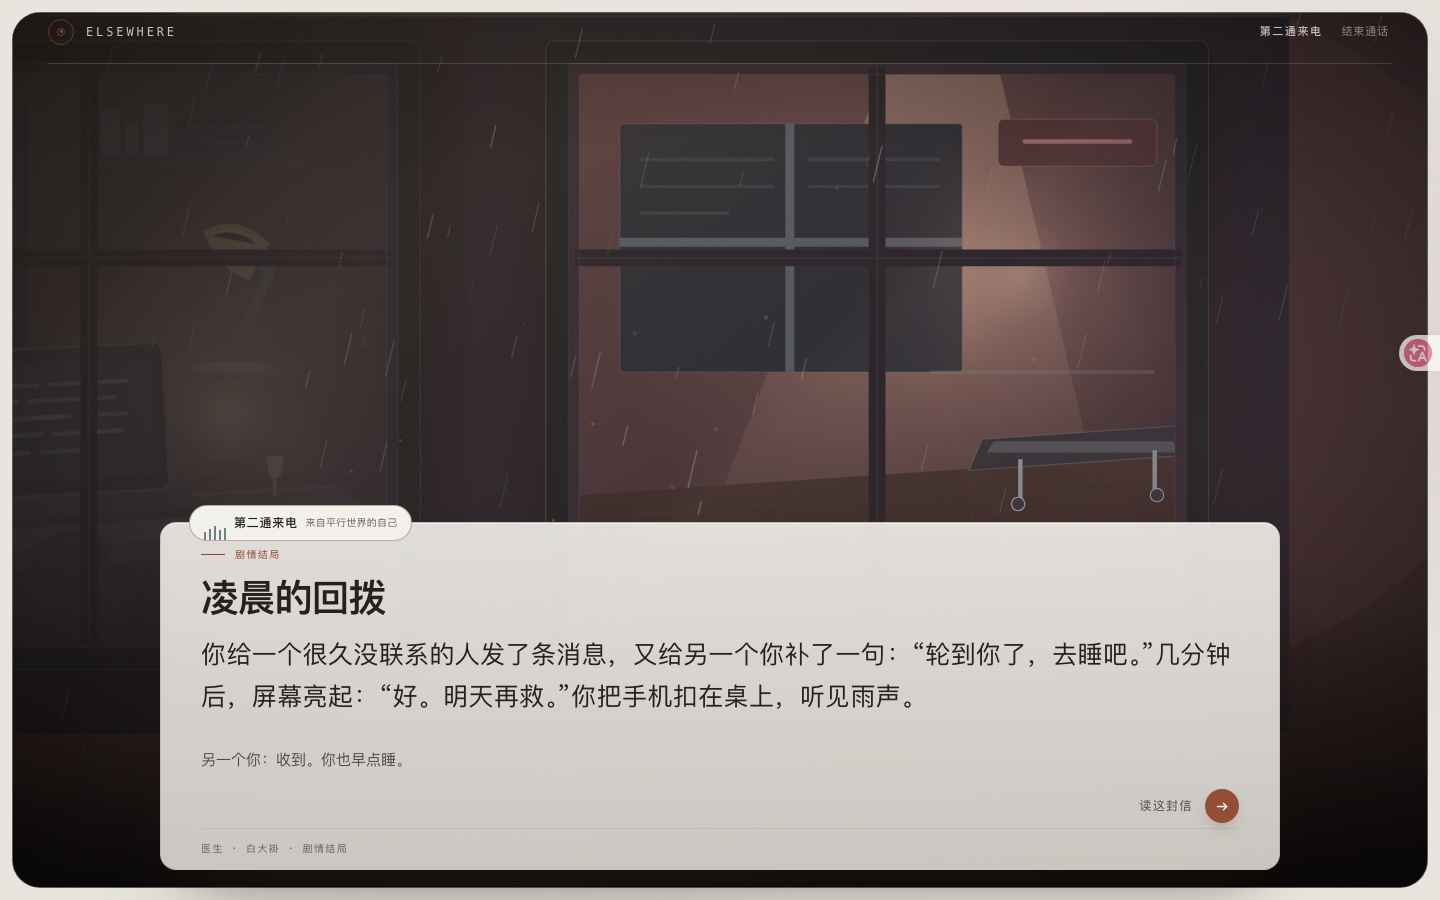 ELSEWHERE
第二通来电 结束通话
第二通来电 来自平行世界的自己
剧情结局
凌晨的回拨
你给一个很久没联系的人发了条消息，又给另一个你补了一句：“轮到你了，去睡吧。”几分钟
后，屏幕亮起：“好。明天再救。”你把手机扣在桌上，听见雨声。
另一个你：收到。你也早点睡。
读这封信
医生 · 白大褂 · 剧情结局